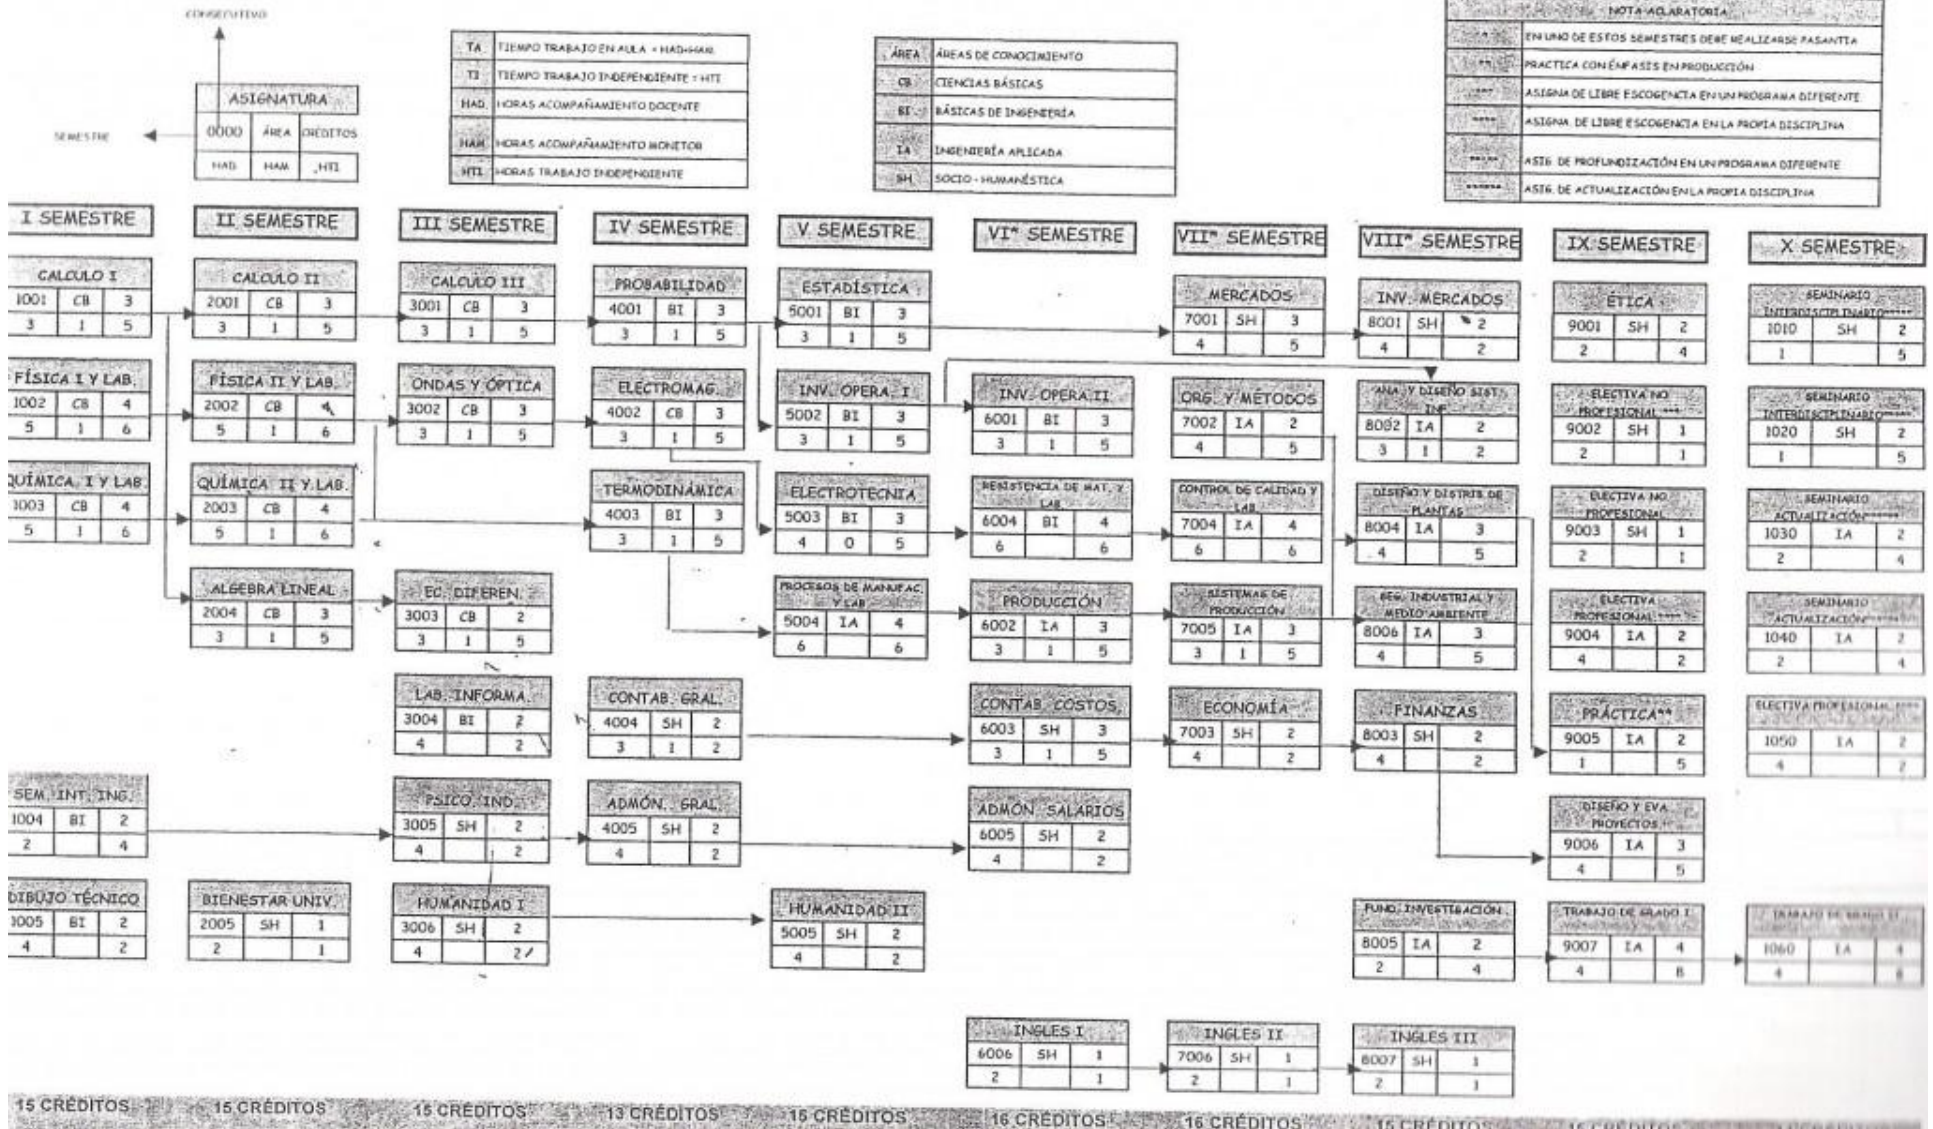 CONSECUTIVO
SEMESTRE
ASIGNATURA
0000 ÁREA CRÉDITOS
HAD HAM HTI
TA TIEMPO TRABAJO EN AULA = HAD+HAM
TI TIEMPO TRABAJO INDEPENDIENTE = HTI
HAD HORAS ACOMPAÑAMIENTO DOCENTE
HAM HORAS ACOMPAÑAMIENTO MONITOR
HTI HORAS TRABAJO INDEPENDIENTE
ÁREA ÁREAS DE CONOCIMIENTO
CB CIENCIAS BÁSICAS
BI BÁSICAS DE INGENIERÍA
IA INGENIERÍA APLICADA
SH SOCIO - HUMANÉSTICA
NOTA ACLARATORIA
EN UNO DE ESTOS SEMESTRES DEBE REALIZARSE PASANTIA
PRACTICA CON ÉNFASIS EN PRODUCCIÓN
ASIGNA DE LIBRE ESCOGENCIA EN UN PROGRAMA DIFERENTE
ASIGNA. DE LIBRE ESCOGENCIA EN LA PROPIA DISCIPLINA
ASIG. DE PROFUNDIZACIÓN EN UN PROGRAMA DIFERENTE
ASIG. DE ACTUALIZACIÓN EN LA PROPIA DISCIPLINA
I SEMESTRE
CALCULO I
1001 CB 3
3 1 5
FÍSICA I Y LAB.
1002 CB 4
5 1 6
QUÍMICA I Y LAB.
1003 CB 4
5 1 6
SEM. INT. ING.
1004 BI 2
2 4
DIBUJO TÉCNICO
1005 BI 2
4 2
15 CRÉDITOS
II SEMESTRE
CALCULO II
2001 CB 3
3 1 5
FÍSICA II Y LAB.
2002 CB 4
5 1 6
QUÍMICA II Y LAB.
2003 CB 4
5 1 6
ALGEBRA LINEAL
2004 CB 3
3 1 5
BIENESTAR UNIV.
2005 SH 1
2 1
15 CRÉDITOS
III SEMESTRE
CALCULO III
3001 CB 3
3 1 5
ONDAS Y ÓPTICA
3002 CB 3
3 1 5
EC. DIFEREN.
3003 CB 2
3 1 5
LAB. INFORMA.
3004 BI 2
4 2
PSICO. IND.
3005 SH 2
4 2
HUMANIDAD I
3006 SH 2
4 2
15 CRÉDITOS
IV SEMESTRE
PROBABILIDAD
4001 BI 3
3 1 5
ELECTROMAG.
4002 CB 3
3 1 5
TERMODINÁMICA
4003 BI 3
3 1 5
CONTAB. GRAL.
4004 SH 2
3 1 2
ADMÓN. GRAL.
4005 SH 2
4 2
13 CRÉDITOS
V SEMESTRE
ESTADÍSTICA
5001 BI 3
3 1 5
INV. OPERA. I
5002 BI 3
3 1 5
ELECTROTECNIA
5003 BI 3
4 0 5
PROCESOS DE MANUFAC.
Y LAB
5004 IA 4
6 6
HUMANIDAD II
5005 SH 2
4 2
15 CRÉDITOS
VI* SEMESTRE
INV. OPERA II
6001 BI 3
3 1 5
RESISTENCIA DE MAT. Y
LAB
6004 BI 4
6 6
PRODUCCIÓN
6002 IA 3
3 1 5
CONTAB. COSTOS
6003 SH 3
3 1 5
ADMÓN. SALARIOS
6005 SH 2
4 2
INGLES I
6006 SH 1
2 1
16 CRÉDITOS
VII* SEMESTRE
MERCADOS
7001 SH 3
4 5
ORG. Y MÉTODOS
7002 IA 2
4 5
CONTROL DE CALIDAD Y
LAB
7004 IA 4
6 6
SISTEMAS DE
PRODUCCIÓN
7005 IA 3
3 1 5
ECONOMÍA
7003 SH 2
4 2
INGLES II
7006 SH 1
2 1
16 CRÉDITOS
VIII* SEMESTRE
INV. MERCADOS
8001 SH 2
4 2
ANA. Y DISEÑO SIST.
INF
8002 IA 2
3 1 2
DISEÑO Y DISTRIB DE
PLANTAS
8004 IA 3
4 5
SEG. INDUSTRIAL Y
MEDIO AMBIENTE
8006 IA 3
4 5
FINANZAS
8003 SH 2
4 2
FUND. INVESTIGACIÓN
8005 IA 2
2 4
INGLES III
8007 SH 1
2 1
15 CRÉDITOS
IX SEMESTRE
ÉTICA
9001 SH 2
2 4
ELECTIVA NO
PROFESIONAL ***
9002 SH 1
2 1
ELECTIVA NO
PROFESIONAL
9003 SH 1
2 1
ELECTIVA
PROFESIONAL ****
9004 IA 2
4 2
PRÁCTICA**
9005 IA 2
1 5
DISEÑO Y EVA
PROYECTOS
9006 IA 3
4 5
TRABAJO DE GRADO I
9007 IA 4
4 8
X SEMESTRE
SEMINARIO
INTERDISCIPLINARIO*****
1010 SH 2
1 5
SEMINARIO
INTERDISCIPLINARIO*****
1020 SH 2
1 5
SEMINARIO
ACTUALIZACIÓN******
1030 IA 2
2 4
SEMINARIO
ACTUALIZACIÓN******
1040 IA 2
2 4
ELECTIVA PROFESIONAL ****
1050 IA 2
4 2
TRABAJO DE GRADO II
1060 IA 4
4 8